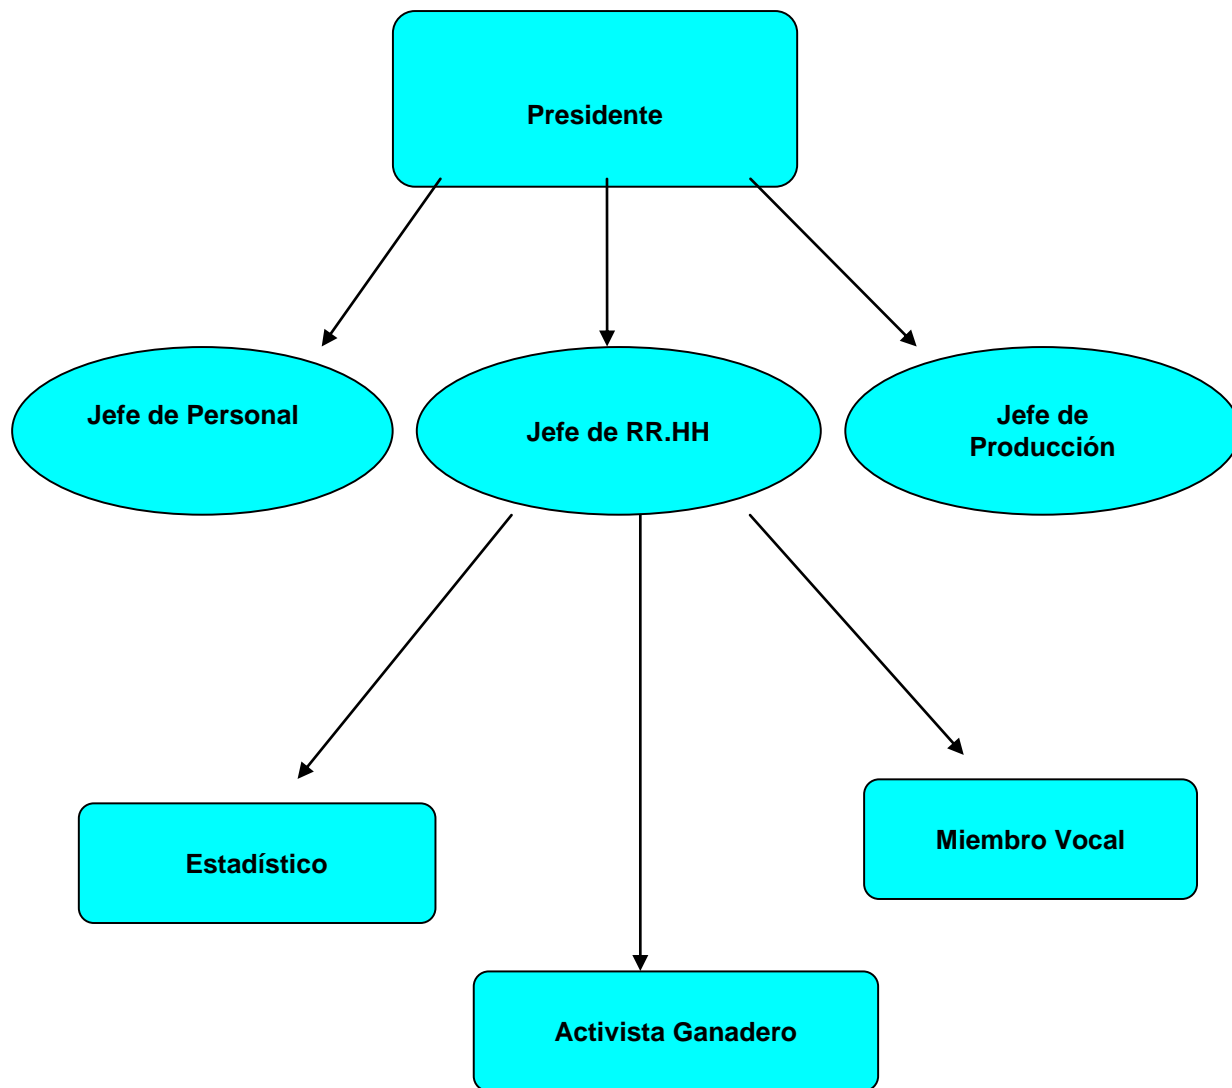 Presidente
Jefe de Personal
Jefe de RR.HH
Jefe de
Producción
Estadístico
Miembro Vocal
Activista Ganadero